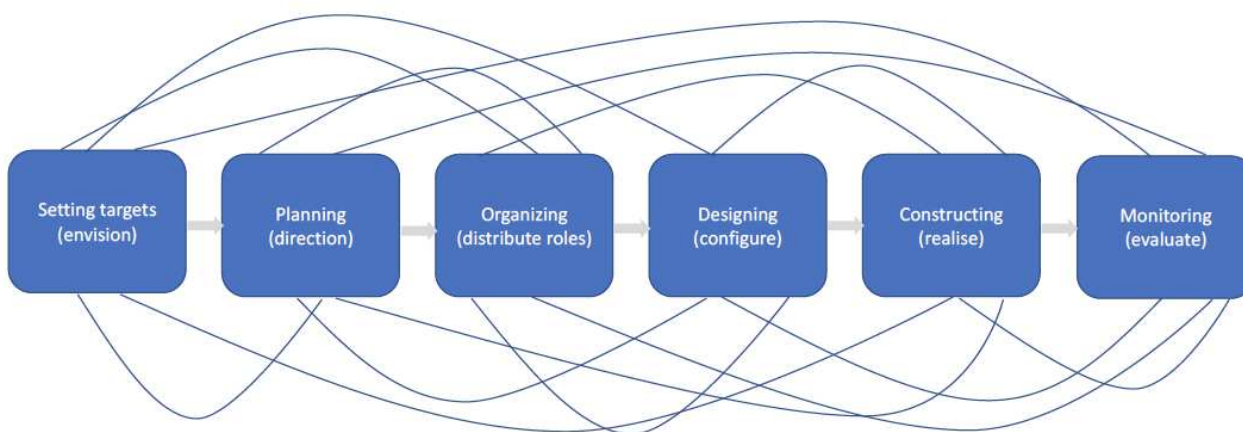 Setting targets
(envision)
Planning
(direction)
Organizing
(distribute roles)
Designing
(configure)
Constructing
(realise)
Monitoring
(evaluate)